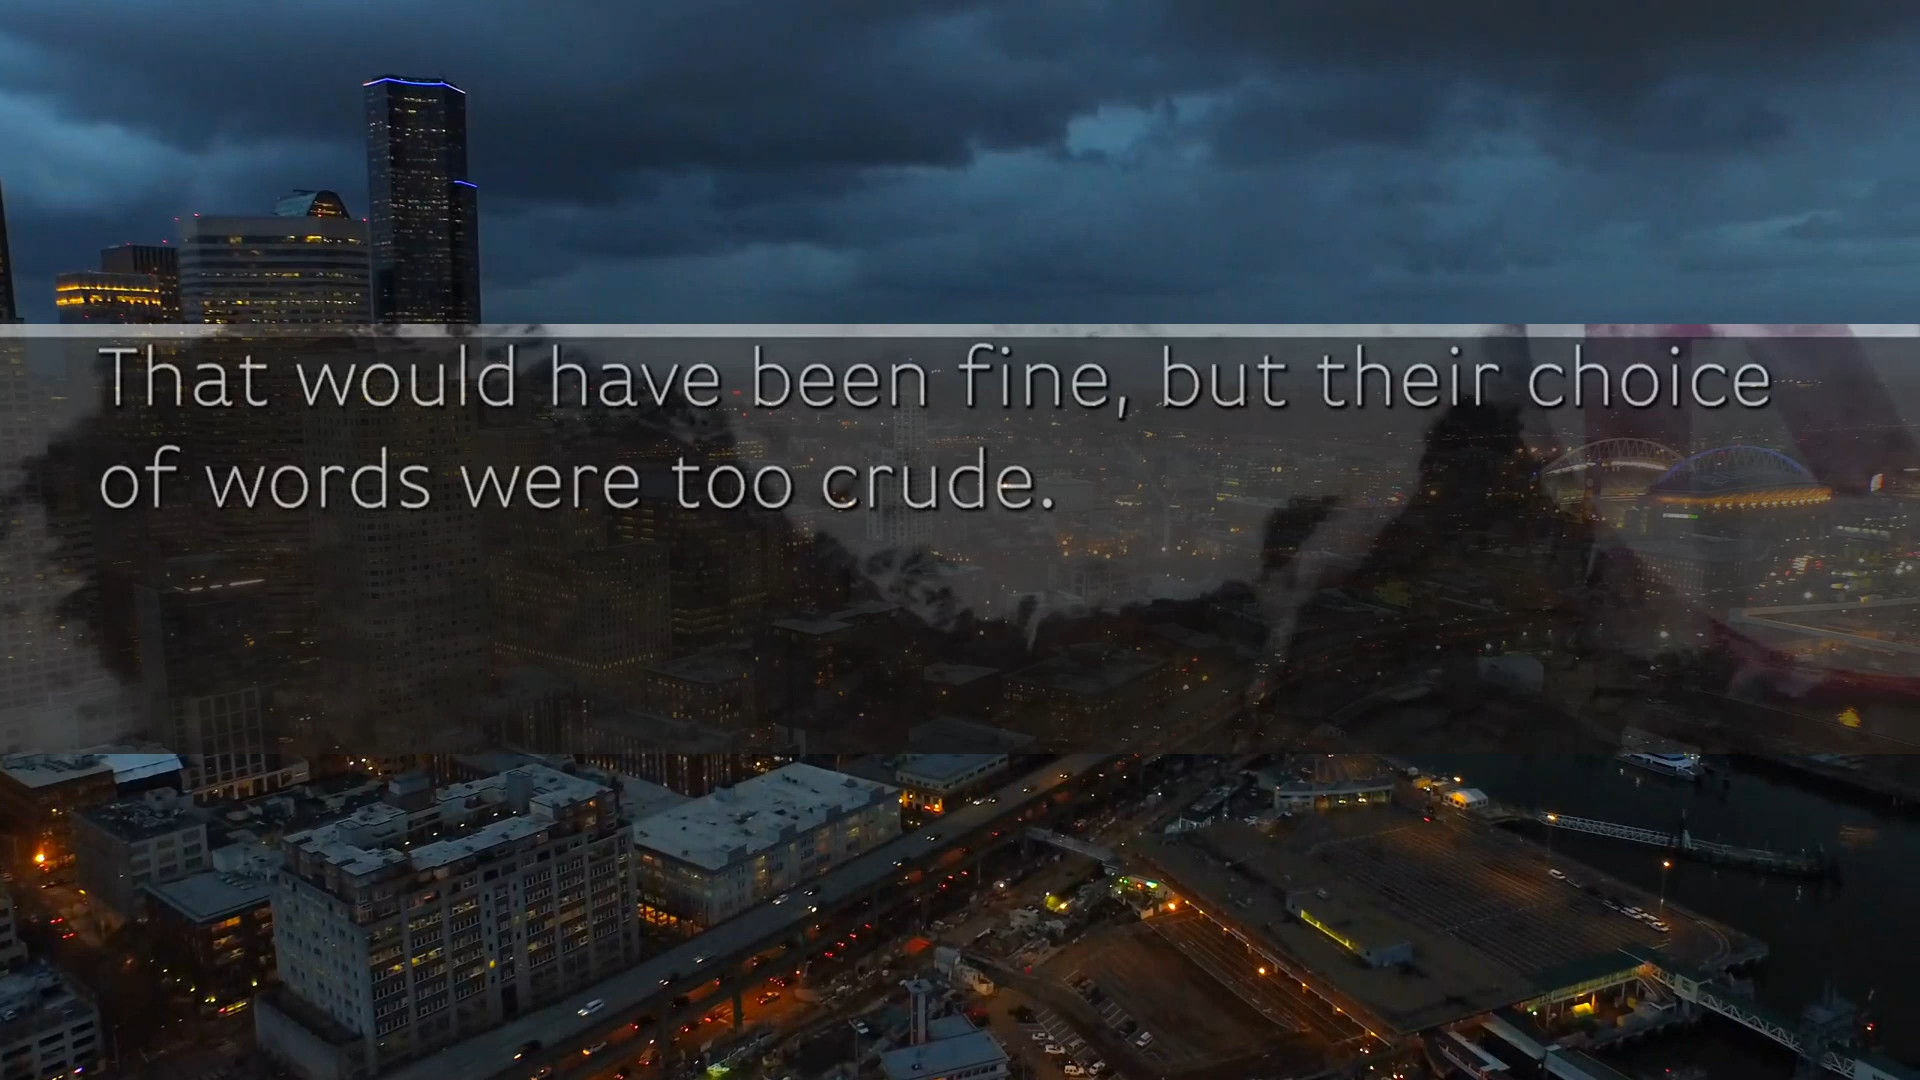 That would have been fine, but their choice
of words were too crude.